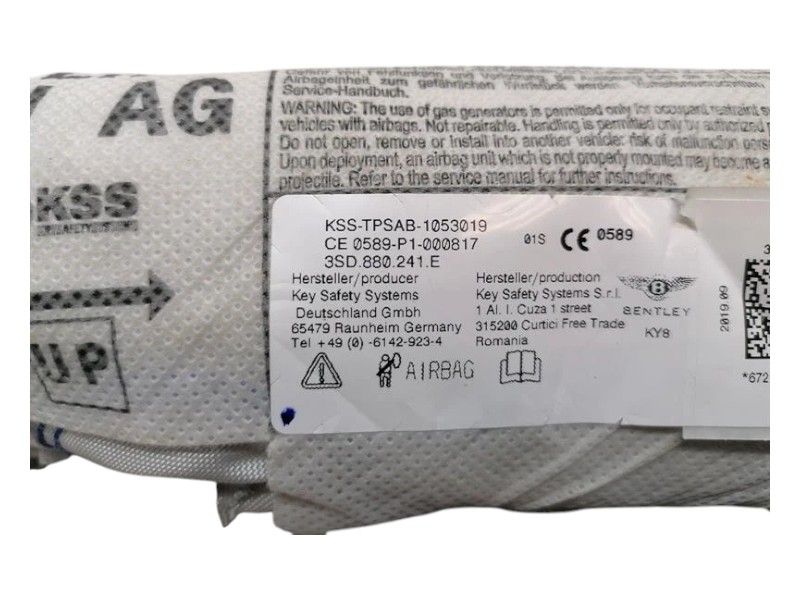 AG
Airbageinheit zum gefährlichen
Service-Handbuch.
WARNING: The use of gas generators is permitted only for occupant restraint
vehicles with airbags. Not repairable. Handling is permitted only by authorized
Do not open, remove or install into another vehicle: risk of malfunction
Upon deployment, an airbag unit which is not properly mounted may become a
projectile. Refer to the service manual for further instructions.
KSS
KSS-TPSAB-1053019
CE 0589-P1-000817
3SD.880.241.E
01S CE 0589
Hersteller/producer
Key Safety Systems
Deutschland Gmbh
65479 Raunheim Germany
Tel +49 (0) -6142-923-4
Hersteller/production
Key Safety Systems S.r.l.
1 Al. I. Cuza 1 street
315200 Curtici Free Trade
Romania
B
BENTLEY
KY8
2019 09
3
*672
AIRBAG
UP